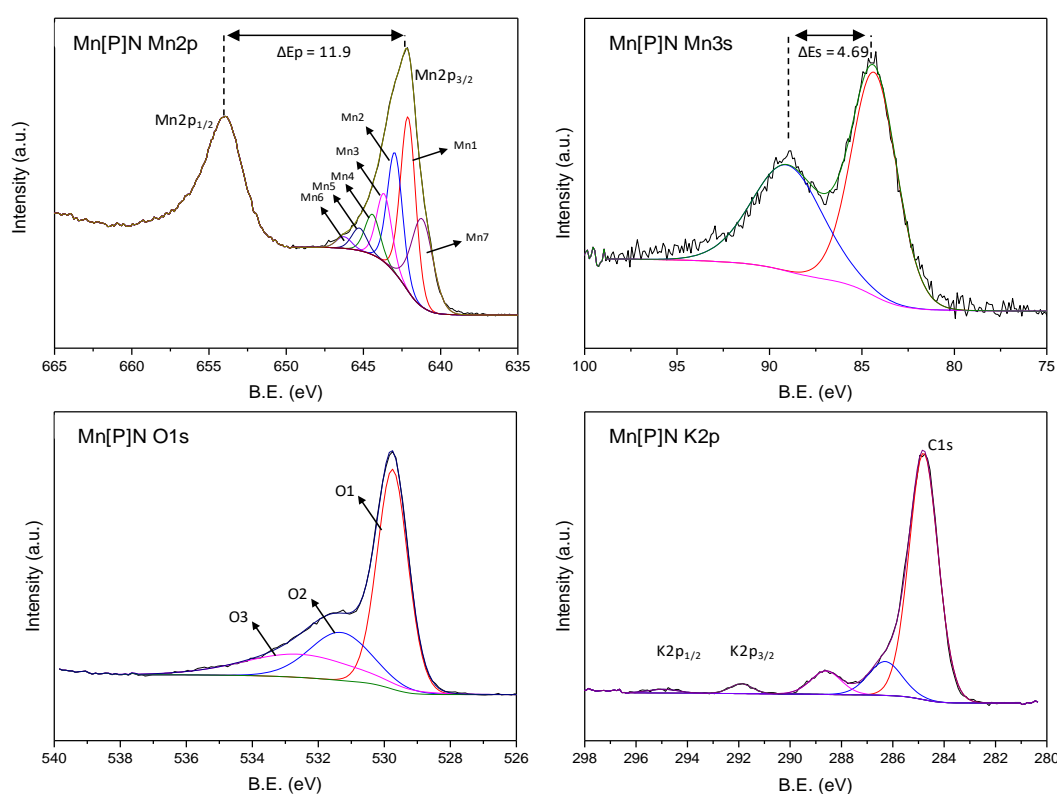 Mn[P]N Mn2p
ΔEp = 11.9
Mn2p3/2
Mn2p1/2
Mn2
Mn1
Mn3
Mn4
Mn5
Mn6
Mn7
Intensity (a.u.)
665 660 655 650 645 640 635
B.E. (eV)
Mn[P]N Mn3s
ΔEs = 4.69
Intensity (a.u.)
100 95 90 85 80 75
B.E. (eV)
Mn[P]N O1s
O1
O2
O3
Intensity (a.u.)
540 538 536 534 532 530 528 526
B.E. (eV)
Mn[P]N K2p
C1s
K2p1/2 K2p3/2
Intensity (a.u.)
298 296 294 292 290 288 286 284 282 280
B.E. (eV)